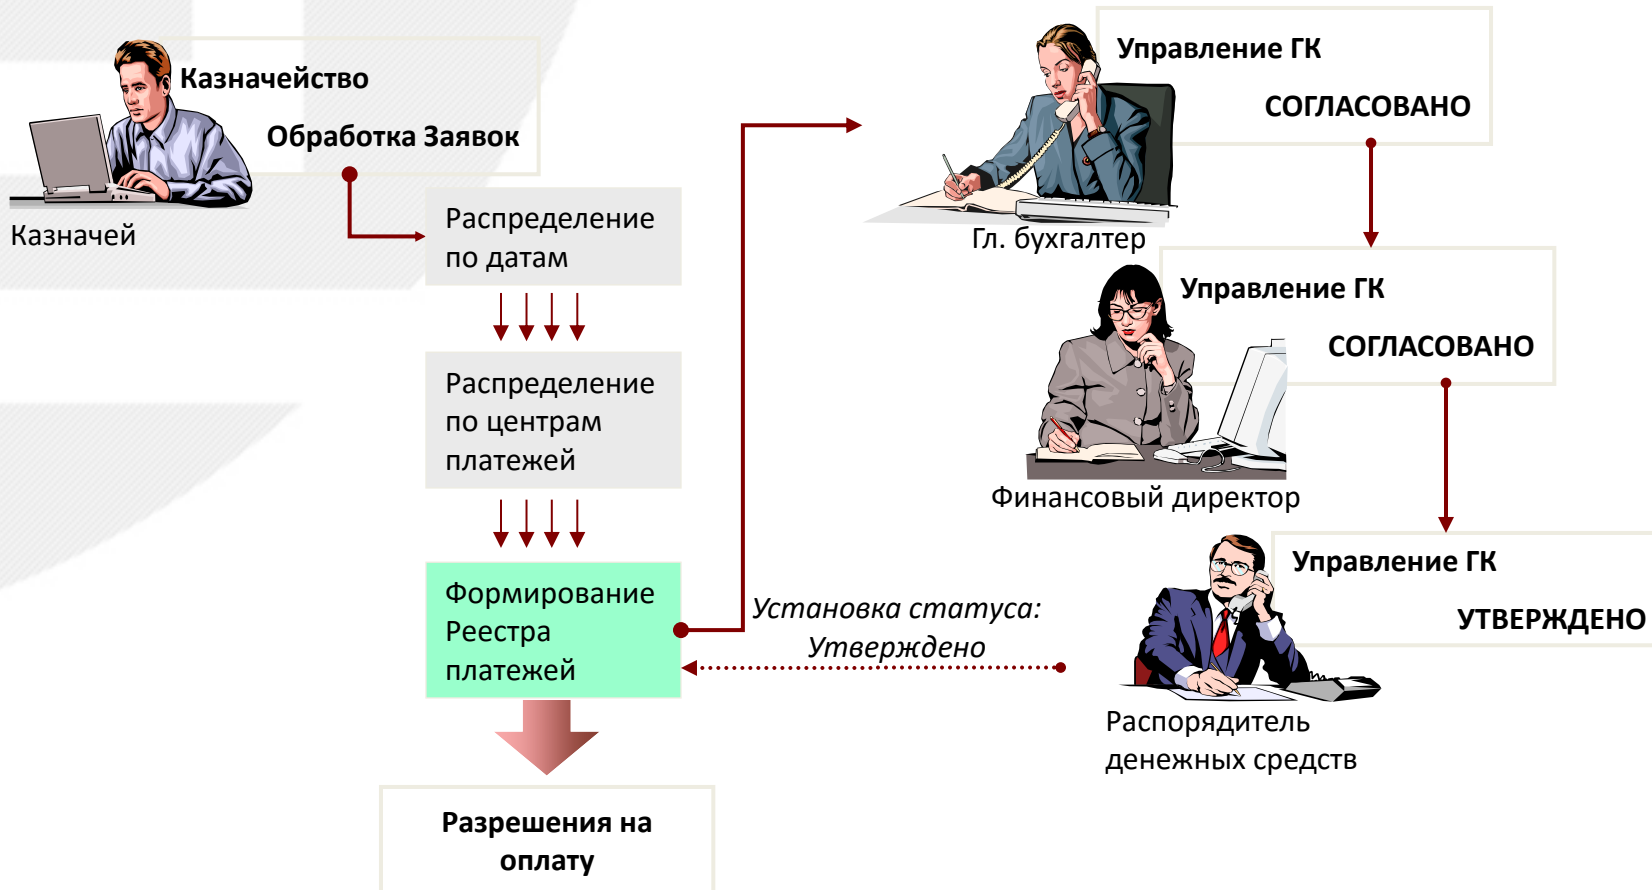 Казначейство
Обработка Заявок
Казначей
Распределение
по датам
Распределение
по центрам
платежей
Формирование
Реестра
платежей
Разрешения на
оплату
Управление ГК
СОГЛАСОВАНО
Гл. бухгалтер
Управление ГК
СОГЛАСОВАНО
Финансовый директор
Управление ГК
УТВЕРЖДЕНО
Распорядитель
денежных средств
Установка статуса:
Утверждено